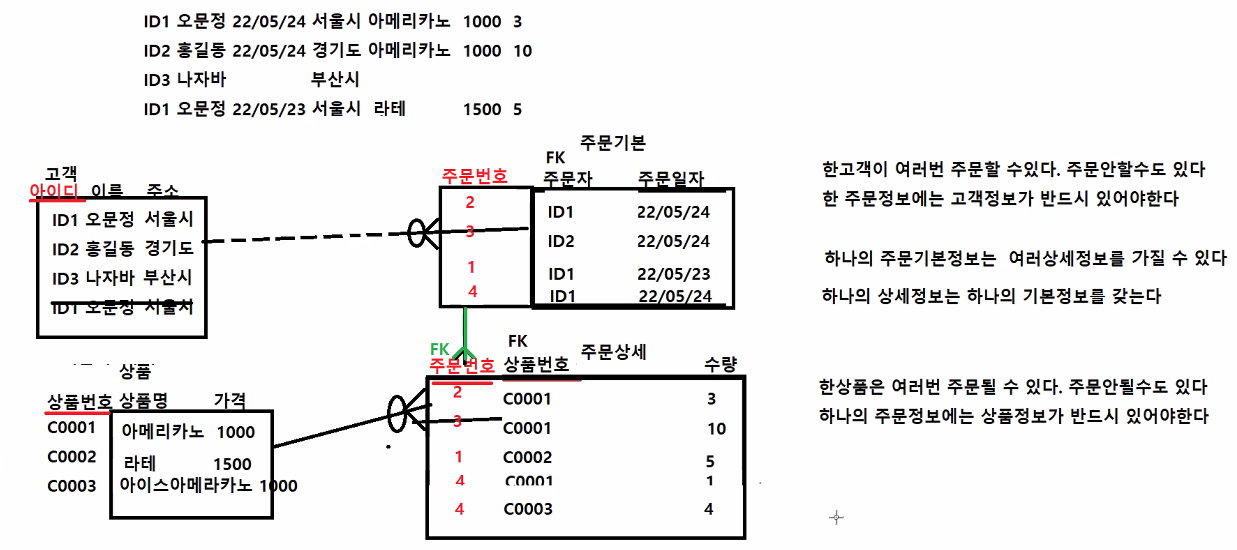 ID1 오문정 22/05/24 서울시 아메리카노 1000 3
ID2 홍길동 22/05/24 경기도 아메리카노 1000 10
ID3 나자바 부산시
ID1 오문정 22/05/23 서울시 라테 1500 5
고객
아이디 이름 주소
ID1 오문정 서울시
ID2 홍길동 경기도
ID3 나자바 부산시
ID1 오문정 서울시
주문기본
FK
주문번호 주문자 주문일자
2 ID1 22/05/24
3 ID2 22/05/24
1 ID1 22/05/23
4 ID1 22/05/24
한고객이 여러번 주문할 수있다. 주문안할수도 있다
한 주문정보에는 고객정보가 반드시 있어야한다
하나의 주문기본정보는 여러상세정보를 가질 수 있다
하나의 상세정보는 하나의 기본정보를 갖는다
상품
상품번호 상품명 가격
C0001 아메리카노 1000
C0002 라테 1500
C0003 아이스아메라카노 1000
FK FK 주문상세
주문번호 상품번호 수량
2 C0001 3
3 C0001 10
1 C0002 5
4 C0001 1
4 C0003 4
한상품은 여러번 주문될 수 있다. 주문안될수도 있다
하나의 주문정보에는 상품정보가 반드시 있어야한다